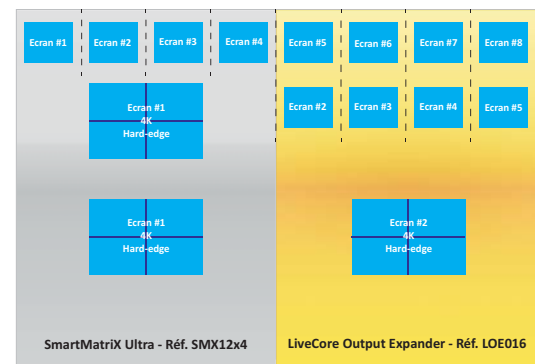 Ecran #1 Ecran #2 Ecran #3 Ecran #4 Ecran #5 Ecran #6 Ecran #7 Ecran #8
Ecran #1
4K
Hard-edge
Ecran #2 Ecran #3 Ecran #4 Ecran #5
Ecran #1
4K
Hard-edge
Ecran #2
4K
Hard-edge
SmartMatriX Ultra - Réf. SMX12x4
LiveCore Output Expander - Réf. LOE016